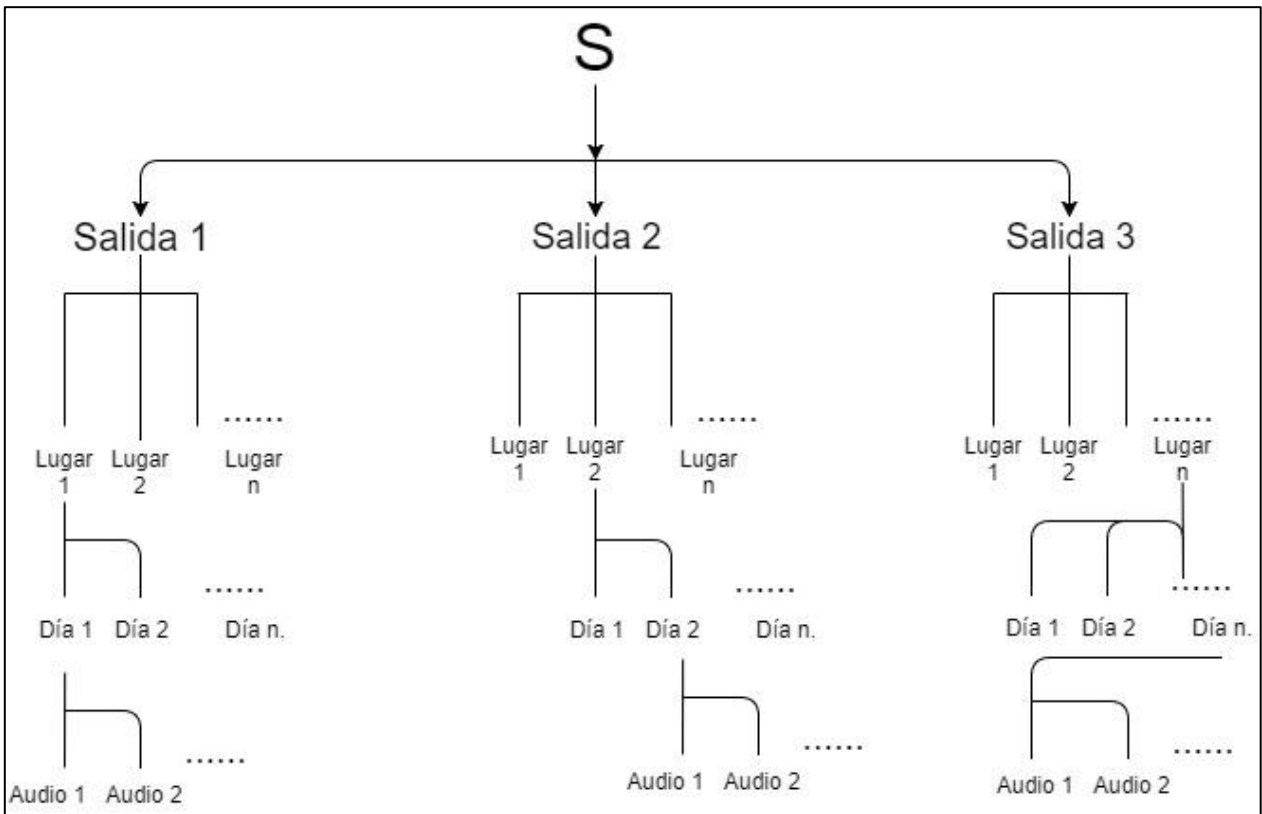 S
Salida 1 Salida 2 Salida 3
...... ...... ......
Lugar 1 Lugar 2 Lugar n Lugar 1 Lugar 2 Lugar n Lugar 1 Lugar 2 Lugar n
...... ...... ......
Día 1 Día 2 Día n. Día 1 Día 2 Día n. Día 1 Día 2 Día n.
...... ...... ......
Audio 1 Audio 2 Audio 1 Audio 2 Audio 1 Audio 2